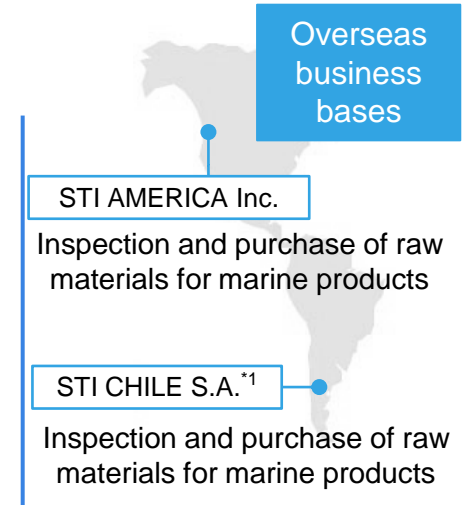 Overseas
business
bases
STI AMERICA Inc.
Inspection and purchase of raw
materials for marine products
STI CHILE S.A.*1
Inspection and purchase of raw
materials for marine products